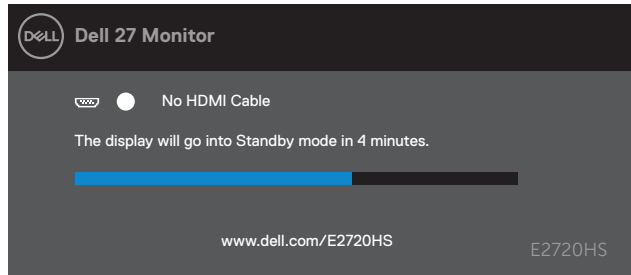 DELL
Dell 27 Monitor
No HDMI Cable
The display will go into Standby mode in 4 minutes.
www.dell.com/E2720HS
E2720HS